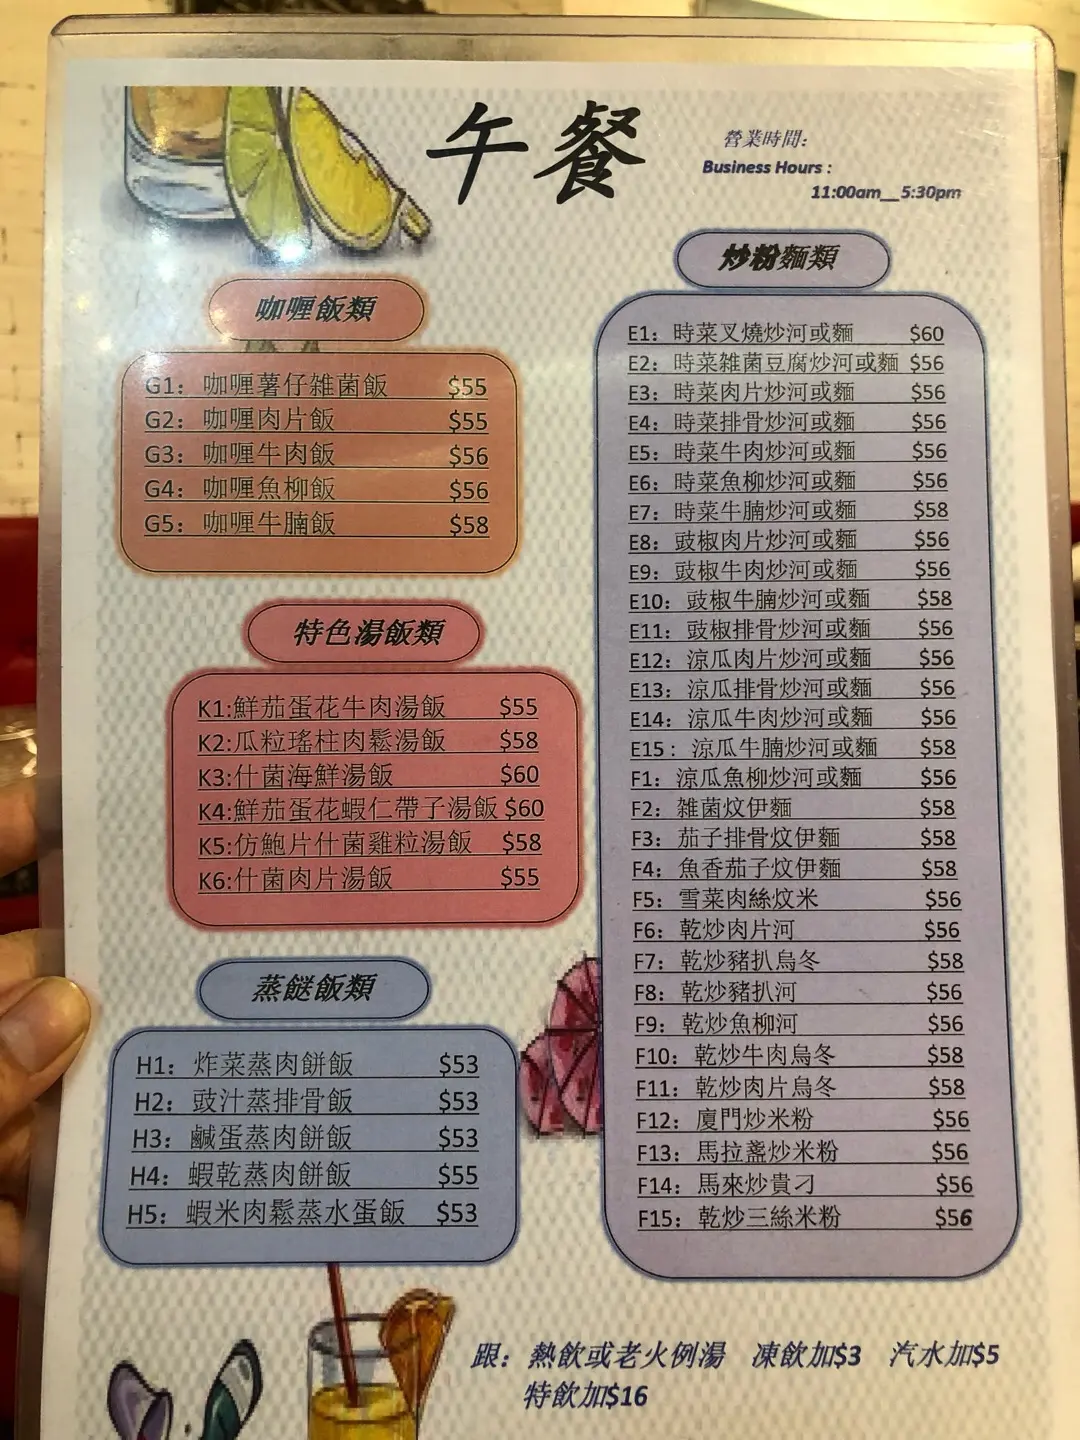 午餐
營業時間：
Business Hours :
11:00am__5:30pm
咖喱飯類
G1：咖喱薯仔雜菌飯 $55
G2：咖喱肉片飯 $55
G3：咖喱牛肉飯 $56
G4：咖喱魚柳飯 $56
G5：咖喱牛腩飯 $58
特色湯飯類
K1:鮮茄蛋花牛肉湯飯 $55
K2:瓜粒瑤柱肉鬆湯飯 $58
K3:什菌海鮮湯飯 $60
K4:鮮茄蛋花蝦仁帶子湯飯 $60
K5:仿鮑片什菌雞粒湯飯 $58
K6:什菌肉片湯飯 $55
蒸餸飯類
H1：炸菜蒸肉餅飯 $53
H2：豉汁蒸排骨飯 $53
H3：鹹蛋蒸肉餅飯 $53
H4：蝦乾蒸肉餅飯 $55
H5：蝦米肉鬆蒸水蛋飯 $53
炒粉麵類
E1：時菜叉燒炒河或麵 $60
E2：時菜雜菌豆腐炒河或麵 $56
E3：時菜肉片炒河或麵 $56
E4：時菜排骨炒河或麵 $56
E5：時菜牛肉炒河或麵 $56
E6：時菜魚柳炒河或麵 $56
E7：時菜牛腩炒河或麵 $58
E8：豉椒肉片炒河或麵 $56
E9：豉椒牛肉炒河或麵 $56
E10：豉椒牛腩炒河或麵 $58
E11：豉椒排骨炒河或麵 $56
E12：涼瓜肉片炒河或麵 $56
E13：涼瓜排骨炒河或麵 $56
E14：涼瓜牛肉炒河或麵 $56
E15：涼瓜牛腩炒河或麵 $58
F1：涼瓜魚柳炒河或麵 $56
F2：雑菌炆伊麵 $58
F3：茄子排骨炆伊麵 $58
F4：魚香茄子炆伊麵 $58
F5：雪菜肉絲炆米 $56
F6：乾炒肉片河 $56
F7：乾炒豬扒烏冬 $58
F8：乾炒豬扒河 $56
F9：乾炒魚柳河 $56
F10：乾炒牛肉烏冬 $58
F11：乾炒肉片烏冬 $58
F12：廈門炒米粉 $56
F13：馬拉盞炒米粉 $56
F14：馬來炒貴刁 $56
F15：乾炒三絲米粉 $56
跟：熱飲或老火例湯 凍飲加$3 汽水加$5
特飲加$16